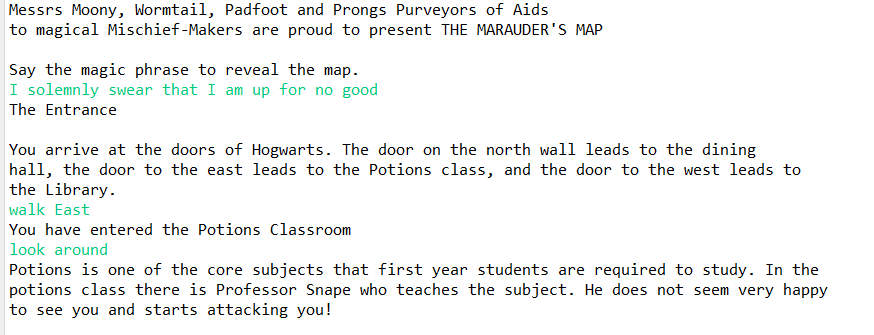 Messrs Moony, Wormtail, Padfoot and Prongs Purveyors of Aids
to magical Mischief-Makers are proud to present THE MARAUDER'S MAP
Say the magic phrase to reveal the map.
I solemnly swear that I am up for no good
The Entrance
You arrive at the doors of Hogwarts. The door on the north wall leads to the dining
hall, the door to the east leads to the Potions class, and the door to the west leads to
the Library.
walk East
You have entered the Potions Classroom
look around
Potions is one of the core subjects that first year students are required to study. In the
potions class there is Professor Snape who teaches the subject. He does not seem very happy
to see you and starts attacking you!